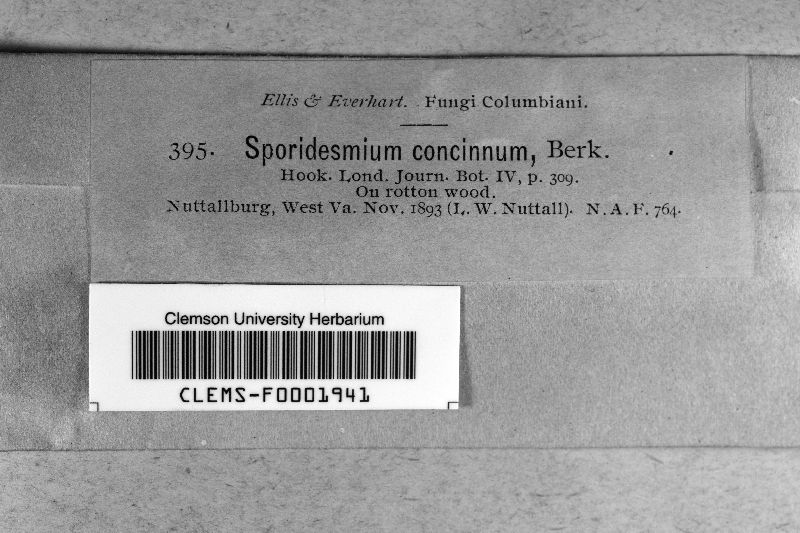 Ellis & Everhart. Fungi Columbiani.
395. Sporidesmium concinnum, Berk.
Hook. Lond. Journ. Bot. IV, p. 309.
On rotton wood.
Nuttallburg, West Va. Nov. 1893 (L. W. Nuttall). N. A. F. 764.
Clemson University Herbarium
CLEMS-F0001941